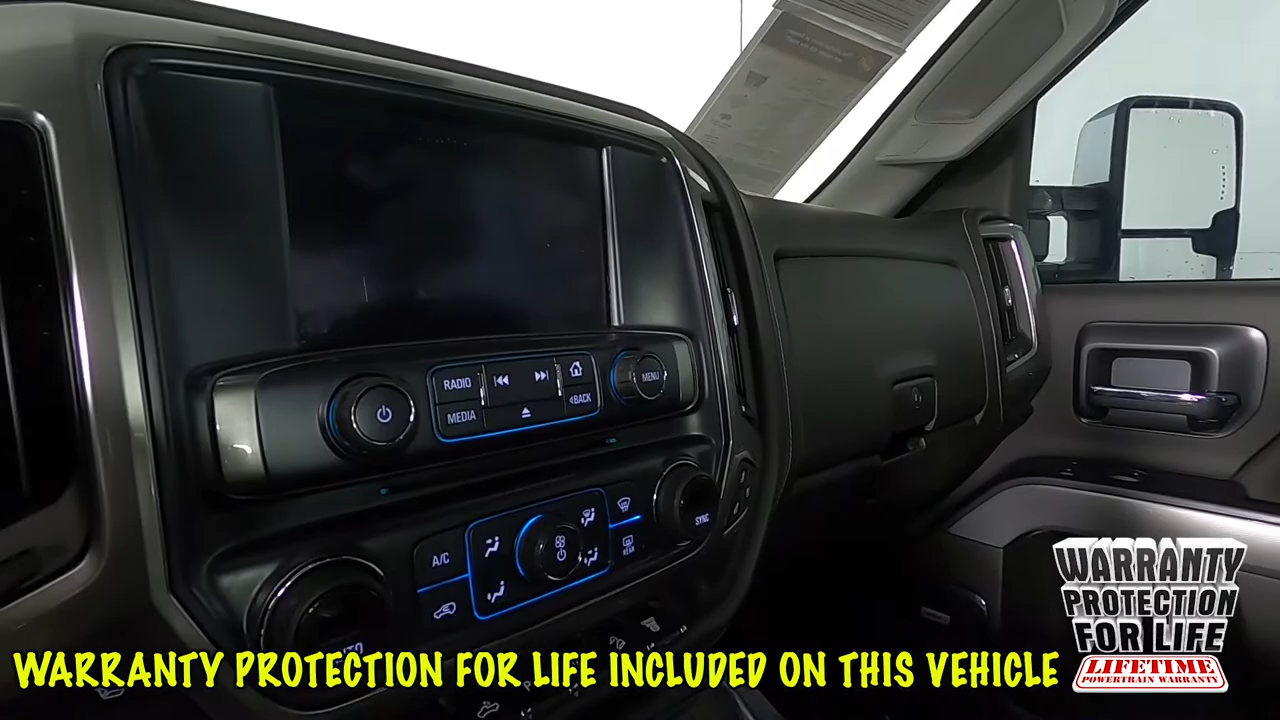 RADIO
MEDIA
BACK
MENU
A/C
REAR
SYNC
WARRANTY PROTECTION FOR LIFE INCLUDED ON THIS VEHICLE
WARRANTY
PROTECTION
FOR LIFE
LIFETIME
POWERTRAIN WARRANTY